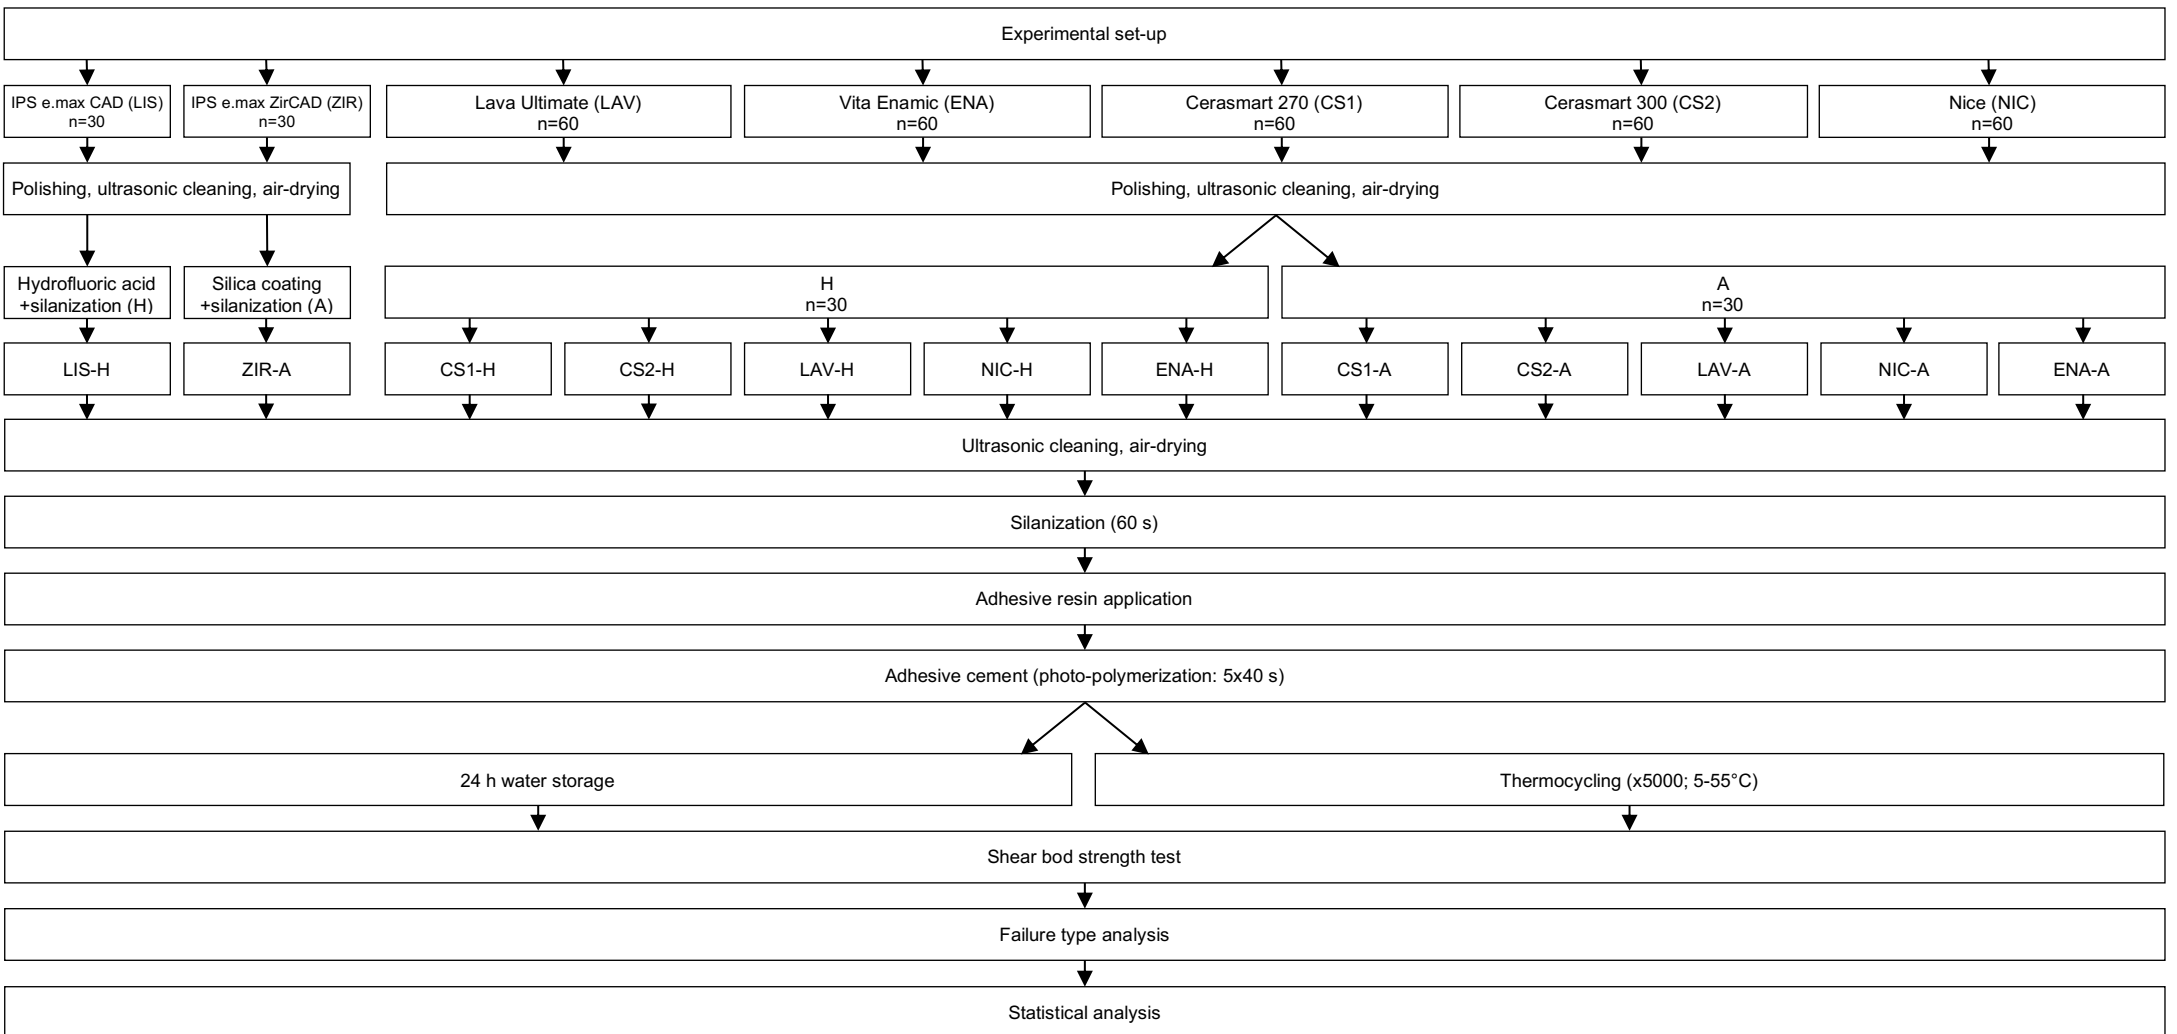 Experimental set-up
IPS e.max CAD (LIS)
n=30
IPS e.max ZirCAD (ZIR)
n=30
Lava Ultimate (LAV)
n=60
Vita Enamic (ENA)
n=60
Cerasmart 270 (CS1)
n=60
Cerasmart 300 (CS2)
n=60
Nice (NIC)
n=60
Polishing, ultrasonic cleaning, air-drying
Polishing, ultrasonic cleaning, air-drying
Hydrofluoric acid
+silanization (H)
Silica coating
+silanization (A)
H
n=30
A
n=30
LIS-H
ZIR-A
CS1-H
CS2-H
LAV-H
NIC-H
ENA-H
CS1-A
CS2-A
LAV-A
NIC-A
ENA-A
Ultrasonic cleaning, air-drying
Silanization (60 s)
Adhesive resin application
Adhesive cement (photo-polymerization: 5x40 s)
24 h water storage
Thermocycling (x5000; 5-55°C)
Shear bod strength test
Failure type analysis
Statistical analysis